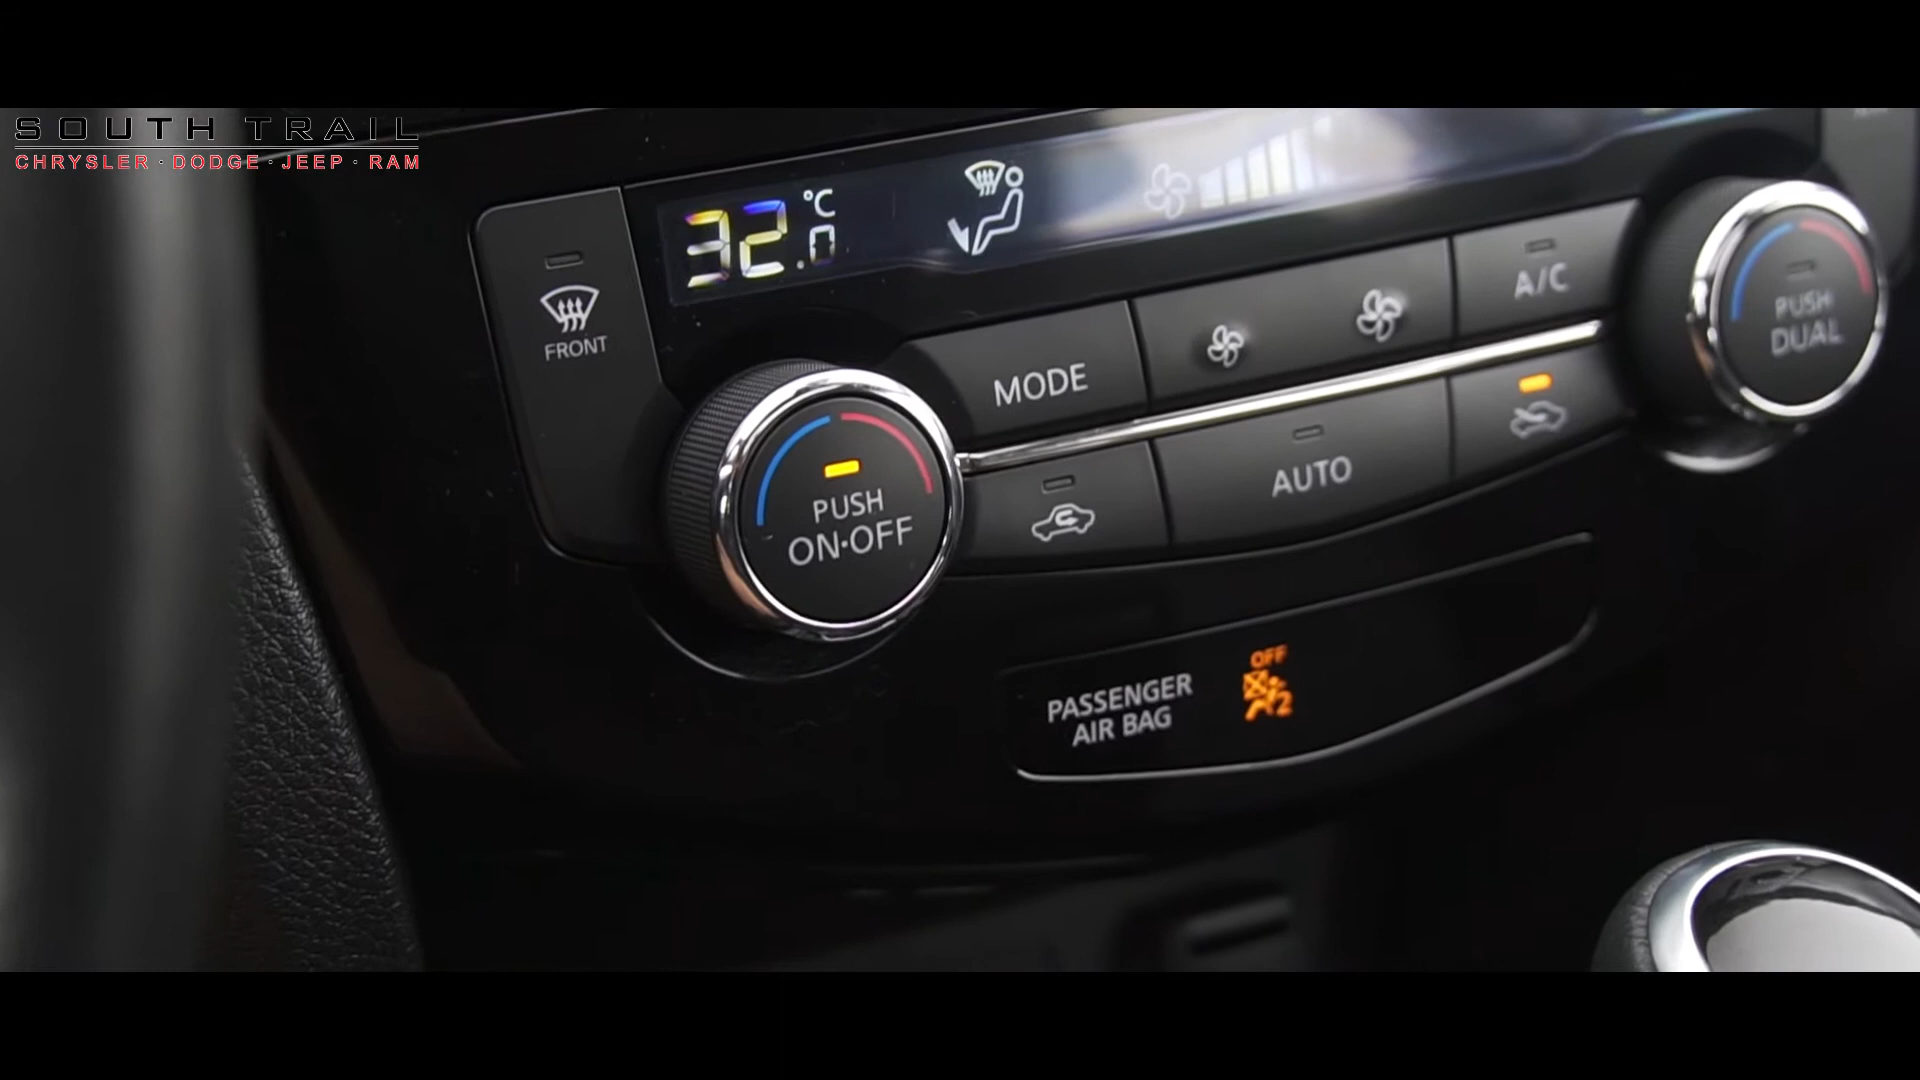 SOUTH TRAIL
CHRYSLER · DODGE · JEEP · RAM
32.0 °C
FRONT
MODE
A/C
PUSH
DUAL
PUSH
ON·OFF
AUTO
PASSENGER
AIR BAG
OFF
2